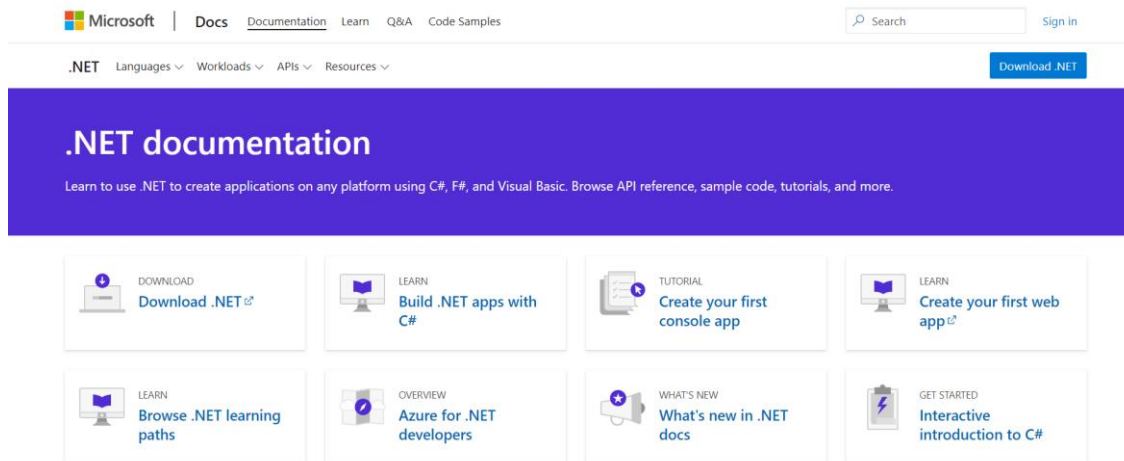 Microsoft Docs Documentation Learn Q&A Code Samples Search Sign in
.NET Languages Workloads APIs Resources Download .NET
.NET documentation
Learn to use .NET to create applications on any platform using C#, F#, and Visual Basic. Browse API reference, sample code, tutorials, and more.
DOWNLOAD
Download .NET
LEARN
Build .NET apps with
C#
TUTORIAL
Create your first
console app
LEARN
Create your first web
app
LEARN
Browse .NET learning
paths
OVERVIEW
Azure for .NET
developers
WHAT'S NEW
What's new in .NET
docs
GET STARTED
Interactive
introduction to C#